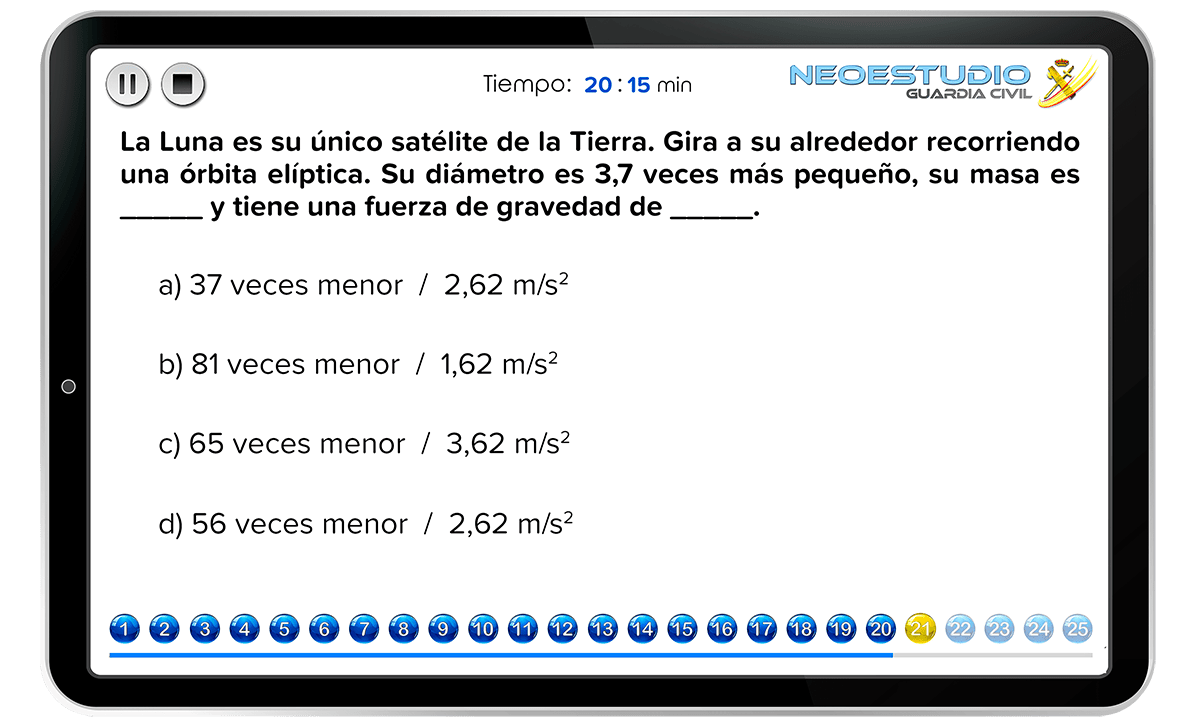 Tiempo: 20 : 15 min
NEOESTUDIO
GUARDIA CIVIL
La Luna es su único satélite de la Tierra. Gira a su alrededor recorriendo
una órbita elíptica. Su diámetro es 3,7 veces más pequeño, su masa es
______ y tiene una fuerza de gravedad de ______.
a) 37 veces menor / 2,62 m/s²
b) 81 veces menor / 1,62 m/s²
c) 65 veces menor / 3,62 m/s²
d) 56 veces menor / 2,62 m/s²
1 2 3 4 5 6 7 8 9 10 11 12 13 14 15 16 17 18 19 20 21 22 23 24 25